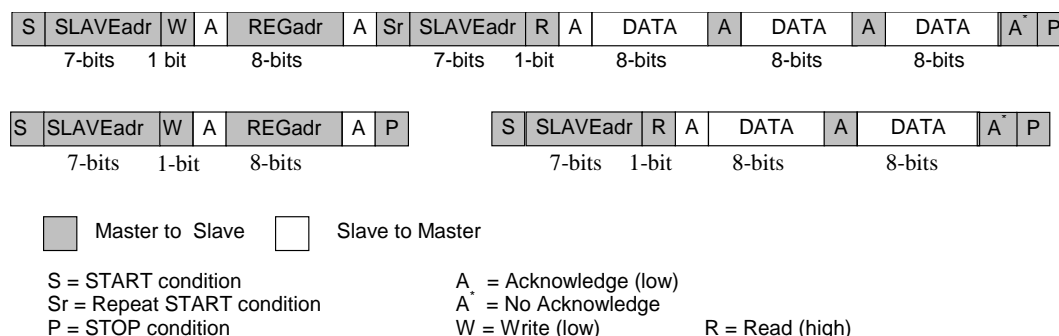 S SLAVEadr W A REGadr A Sr SLAVEadr R A DATA A DATA A DATA A* P
7-bits 1 bit 8-bits 7-bits 1-bit 8-bits 8-bits 8-bits
S SLAVEadr W A REGadr A P S SLAVEadr R A DATA A DATA A* P
7-bits 1-bit 8-bits 7-bits 1-bit 8-bits 8-bits
Master to Slave Slave to Master
S = START condition A = Acknowledge (low)
Sr = Repeat START condition A* = No Acknowledge
P = STOP condition W = Write (low) R = Read (high)